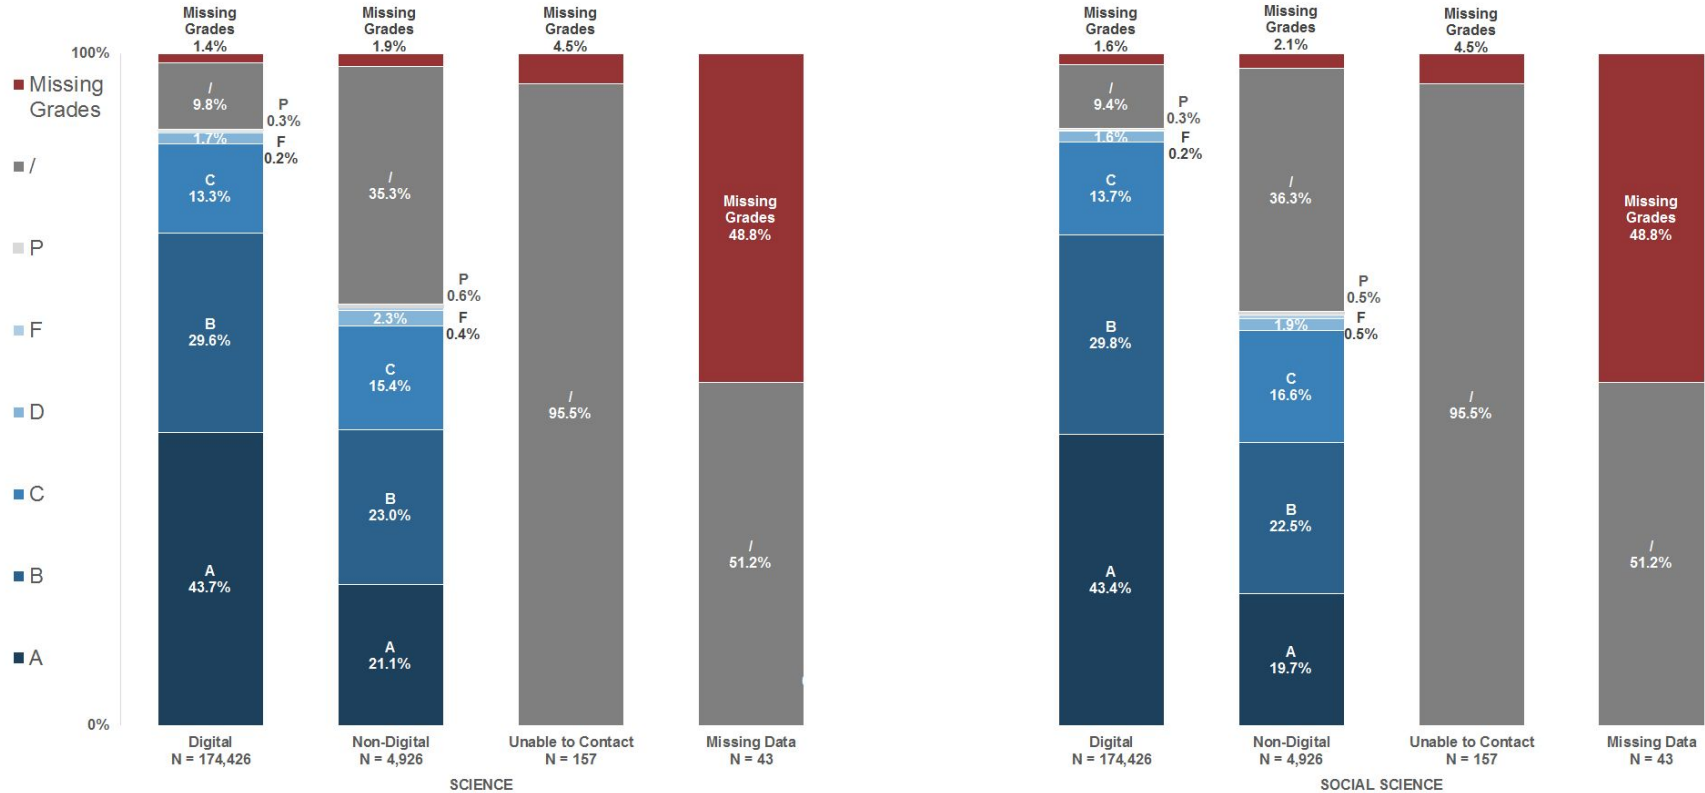 100%
0%
Missing
Grades
/
P
F
D
C
B
A
Missing
Grades
1.4%
/
9.8%
P
0.3%
1.7%
F
0.2%
C
13.3%
B
29.6%
A
43.7%
Digital
N = 174,426
Missing
Grades
1.9%
/
35.3%
P
0.6%
2.3%
F
0.4%
C
15.4%
B
23.0%
A
21.1%
Non-Digital
N = 4,926
Missing
Grades
4.5%
/
95.5%
Unable to Contact
N = 157
Missing
Grades
48.8%
/
51.2%
Missing Data
N = 43
SCIENCE
Missing
Grades
1.6%
/
9.4%
P
0.3%
1.6%
F
0.2%
C
13.7%
B
29.8%
A
43.4%
Digital
N = 174,426
Missing
Grades
2.1%
/
36.3%
P
0.5%
1.9%
F
0.5%
C
16.6%
B
22.5%
A
19.7%
Non-Digital
N = 4,926
Missing
Grades
4.5%
/
95.5%
Unable to Contact
N = 157
Missing
Grades
48.8%
/
51.2%
Missing Data
N = 43
SOCIAL SCIENCE